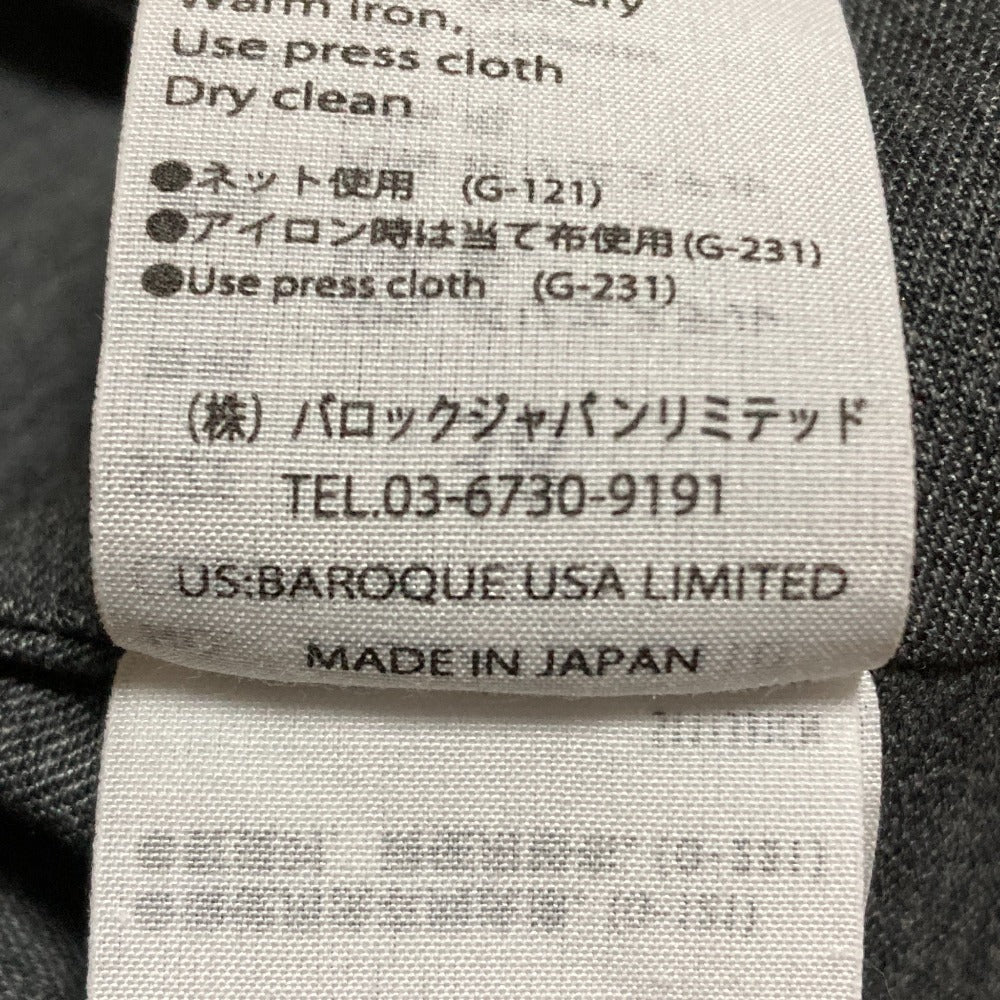 Warm iron,
Use press cloth
Dry clean
●ネット使用 (G-121)
●アイロン時は当て布使用(G-231)
●Use press cloth (G-231)
(株) バロックジャパンリミテッド
TEL.03-6730-9191
US:BAROQUE USA LIMITED
MADE IN JAPAN